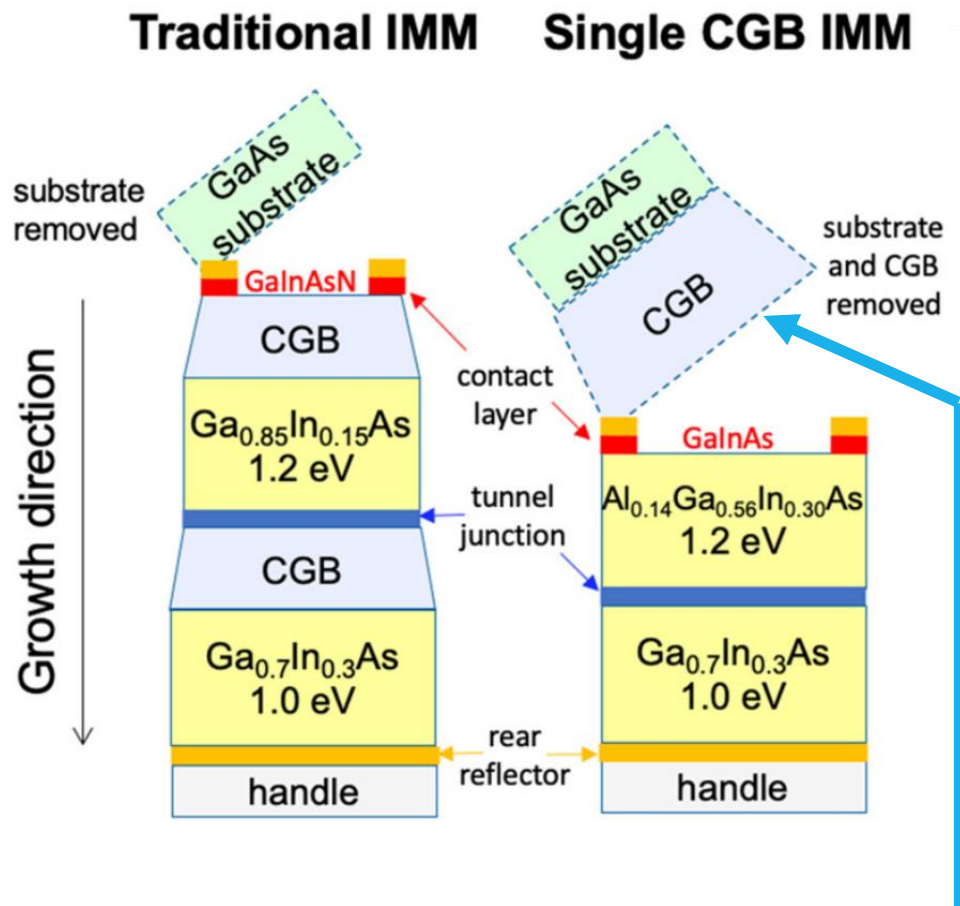 Traditional IMM
Single CGB IMM
GaAs
substrate
substrate
removed
GaInAsN
CGB
Ga₀.₈₅In₀.₁₅As
1.2 eV
CGB
Ga₀.₇In₀.₃As
1.0 eV
handle
Growth direction
contact
layer
tunnel
junction
rear
reflector
GaAs
substrate
CGB
substrate
and CGB
removed
GaInAs
Al₀.₁₄Ga₀.₅₆In₀.₃₀As
1.2 eV
Ga₀.₇In₀.₃As
1.0 eV
handle